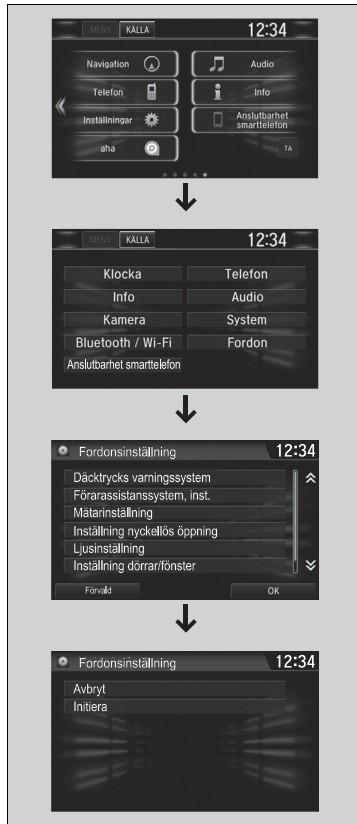 MENY KÄLLA 12:34
Navigation Audio
Telefon Info
Inställningar Anslutbarhet smarttelefon
aha TA
MENY KÄLLA 12:34
Klocka Telefon
Info Audio
Kamera System
Bluetooth / Wi-Fi Fordon
Anslutbarhet smarttelefon
Fordonsinställning 12:34
Däcktrycks varningssystem
Förarassistanssystem, inst.
Mätarinställning
Inställning nyckellös öppning
Ljusinställning
Inställning dörrar/fönster
Förvald OK
Fordonsinställning 12:34
Avbryt
Initiera